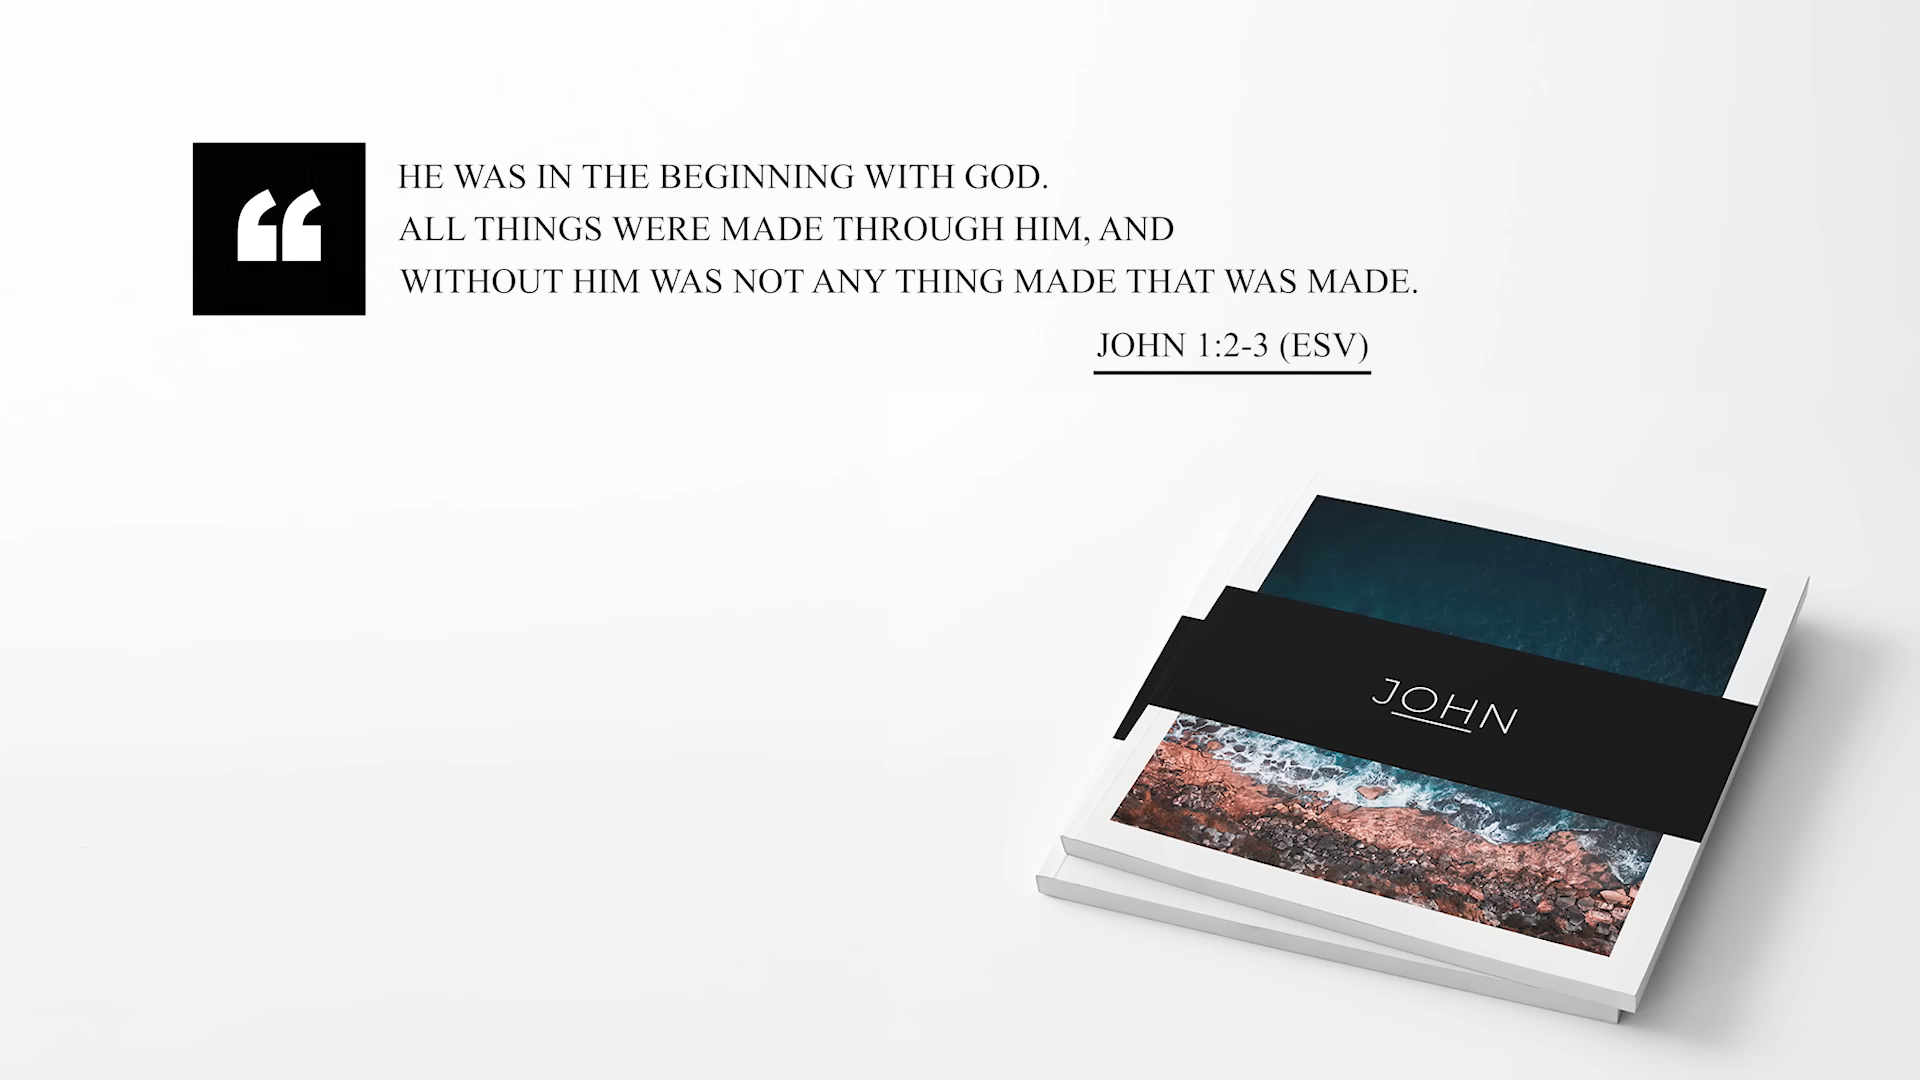 HE WAS IN THE BEGINNING WITH GOD.
ALL THINGS WERE MADE THROUGH HIM, AND
WITHOUT HIM WAS NOT ANY THING MADE THAT WAS MADE.
JOHN 1:2-3 (ESV)
JOHN